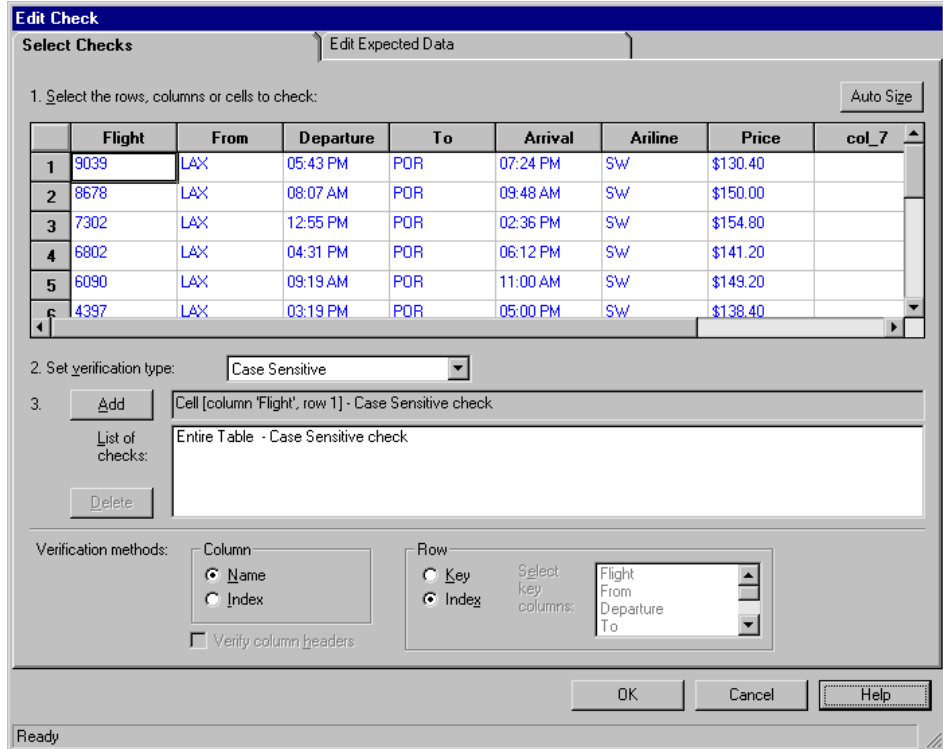 Edit Check
Select Checks Edit Expected Data
1. Select the rows, columns or cells to check: Auto Size
Flight From Departure To Arrival Ariline Price col_7
1 9039 LAX 05:43 PM POR 07:24 PM SW $130.40
2 8678 LAX 08:07 AM POR 09:48 AM SW $150.00
3 7302 LAX 12:55 PM POR 02:36 PM SW $154.80
4 6802 LAX 04:31 PM POR 06:12 PM SW $141.20
5 6090 LAX 09:19 AM POR 11:00 AM SW $149.20
6 4397 LAX 03:19 PM POR 05:00 PM SW $138.40
2. Set verification type: Case Sensitive
3. Add Cell [column 'Flight', row 1] - Case Sensitive check
List of checks: Entire Table - Case Sensitive check
Delete
Verification methods: Column Row
Name Key Select key columns: Flight
Index Index From
Departure
Verify column headers To
OK Cancel Help
Ready